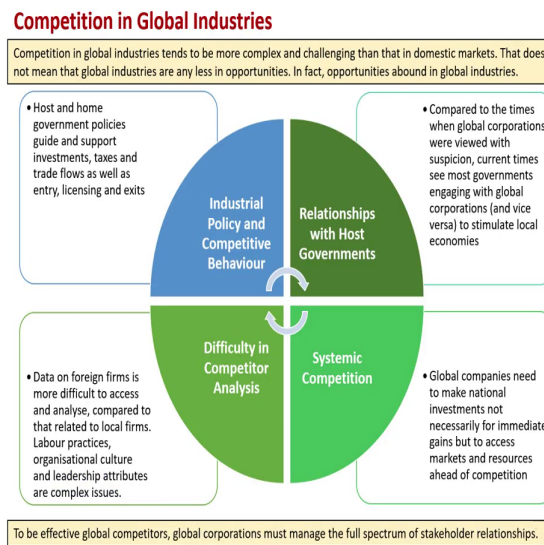 Competition in Global Industries
Competition in global industries tends to be more complex and challenging than that in domestic markets. That does
not mean that global industries are any less in opportunities. In fact, opportunities abound in global industries.
• Host and home
government policies
guide and support
investments, taxes and
trade flows as well as
entry, licensing and exits
Industrial
Policy and
Competitive
Behaviour
Relationships
with Host
Governments
• Compared to the times
when global corporations
were viewed with
suspicion, current times
see most governments
engaging with global
corporations (and vice
versa) to stimulate local
economies
• Data on foreign firms is
more difficult to access
and analyse, compared to
that related to local firms.
Labour practices,
organisational culture
and leadership attributes
are complex issues.
Difficulty in
Competitor
Analysis
Systemic
Competition
• Global companies need
to make national
investments not
necessarily for immediate
gains but to access
markets and resources
ahead of competition
To be effective global competitors, global corporations must manage the full spectrum of stakeholder relationships.